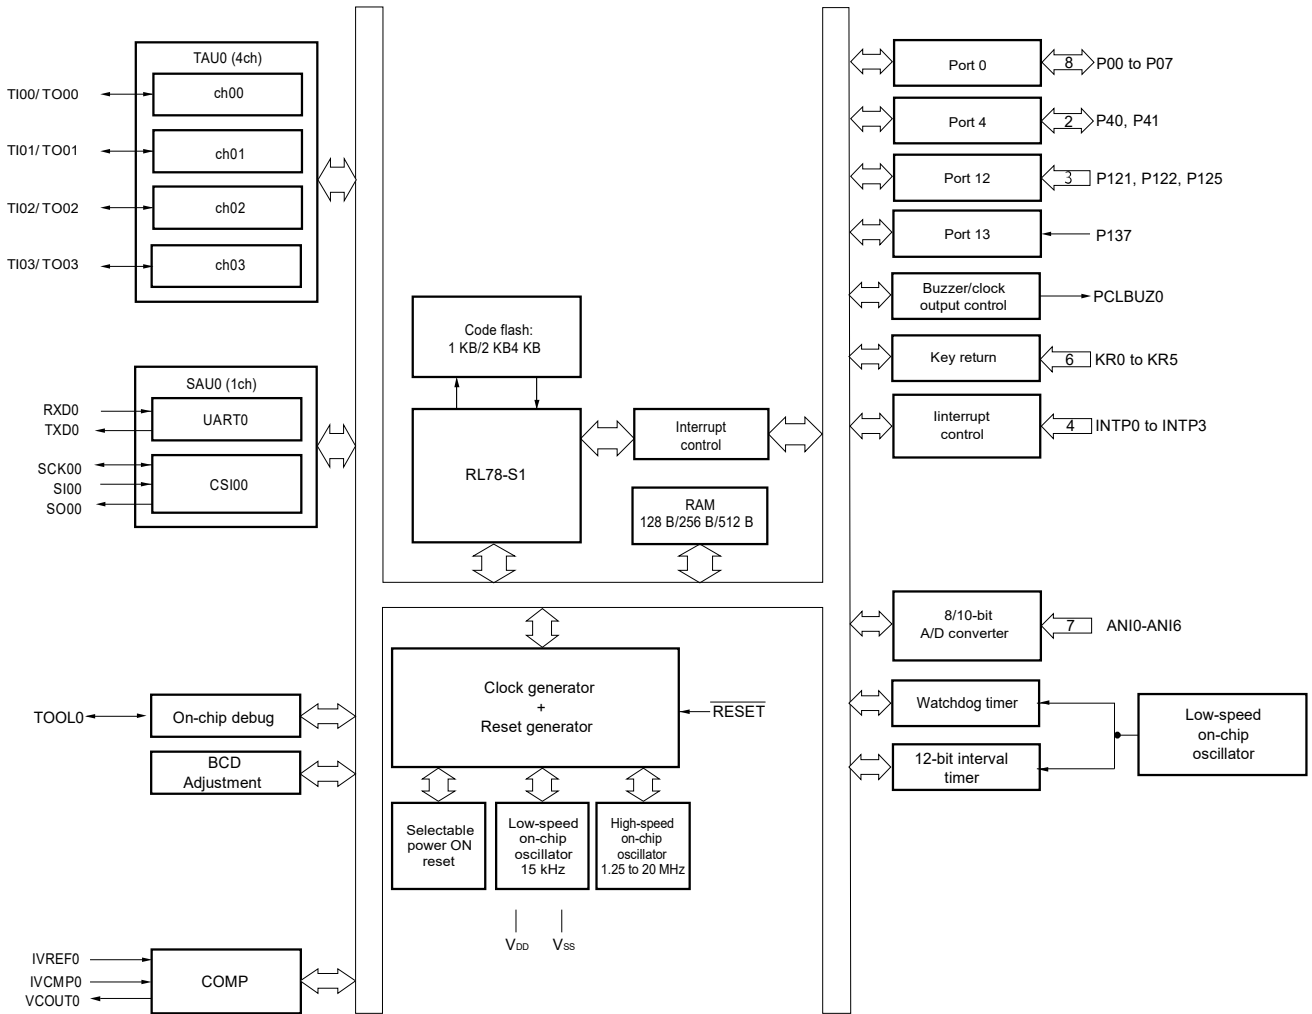 TAU0 (4ch)
TI00/ TO00
ch00
TI01/ TO01
ch01
TI02/ TO02
ch02
TI03/ TO03
ch03
SAU0 (1ch)
RXD0
TXD0
UART0
SCK00
SI00
SO00
CSI00
TOOL0
On-chip debug
BCD
Adjustment
IVREF0
IVCMP0
VCOUT0
COMP
Code flash:
1 KB/2 KB4 KB
RL78-S1
Interrupt
control
RAM
128 B/256 B/512 B
Clock generator
+
Reset generator
RESET
Selectable
power ON
reset
Low-speed
on-chip
oscillator
15 kHz
High-speed
on-chip
oscillator
1.25 to 20 MHz
VDD
VSS
Port 0
8
P00 to P07
Port 4
2
P40, P41
Port 12
3
P121, P122, P125
Port 13
P137
Buzzer/clock
output control
PCLBUZ0
Key return
6
KR0 to KR5
Iinterrupt
control
4
INTP0 to INTP3
8/10-bit
A/D converter
7
ANI0-ANI6
Watchdog timer
12-bit interval
timer
Low-speed
on-chip
oscillator